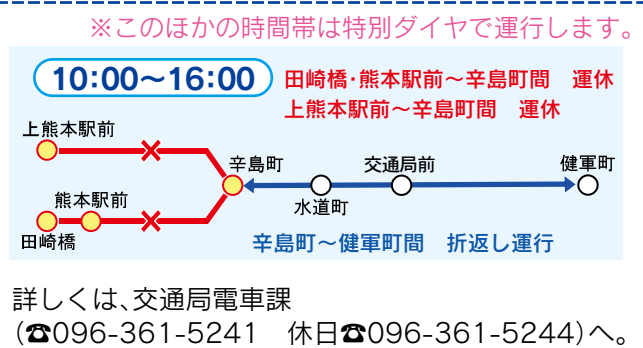 ※このほかの時間帯は特別ダイヤで運行します。
10:00～16:00
田崎橋・熊本駅前～辛島町間　運休
上熊本駅前～辛島町間　運休
上熊本駅前
辛島町
交通局前
健軍町
熊本駅前
水道町
田崎橋
辛島町～健軍町間　折返し運行
詳しくは、交通局電車課
(☎096-361-5241　休日☎096-361-5244)へ。